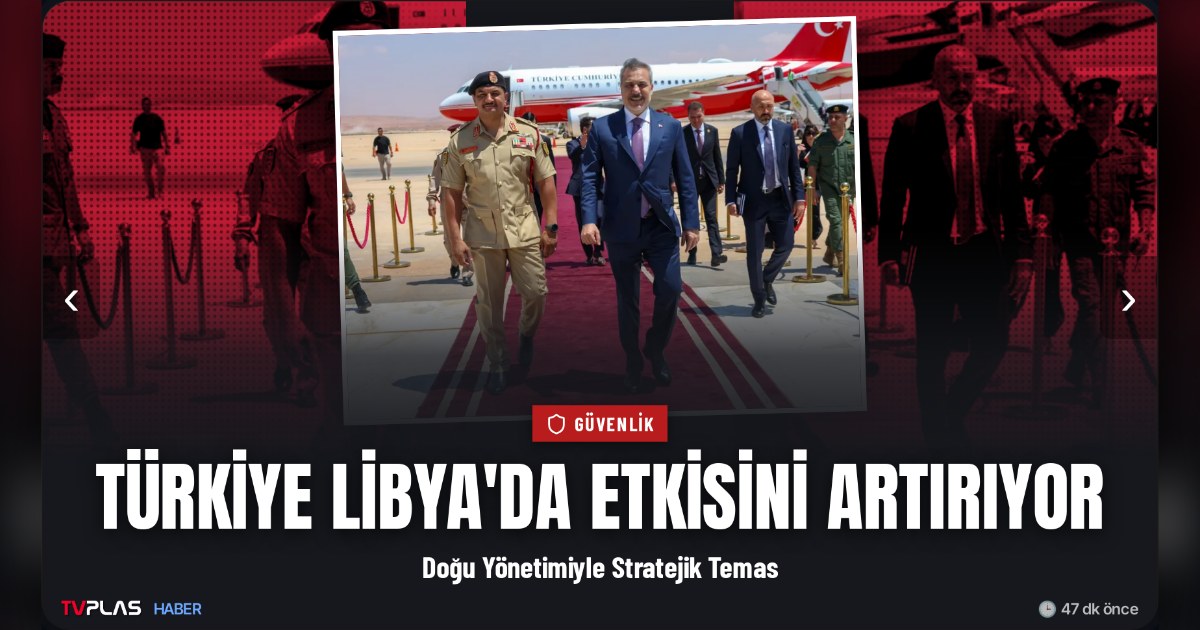 TÜRKİYE CUMHURİYETİ
GÜVENLİK
TÜRKİYE LİBYA'DA ETKİSİNİ ARTIRIYOR
Doğu Yönetimiyle Stratejik Temas
TVPLAS HABER
47 dk önce